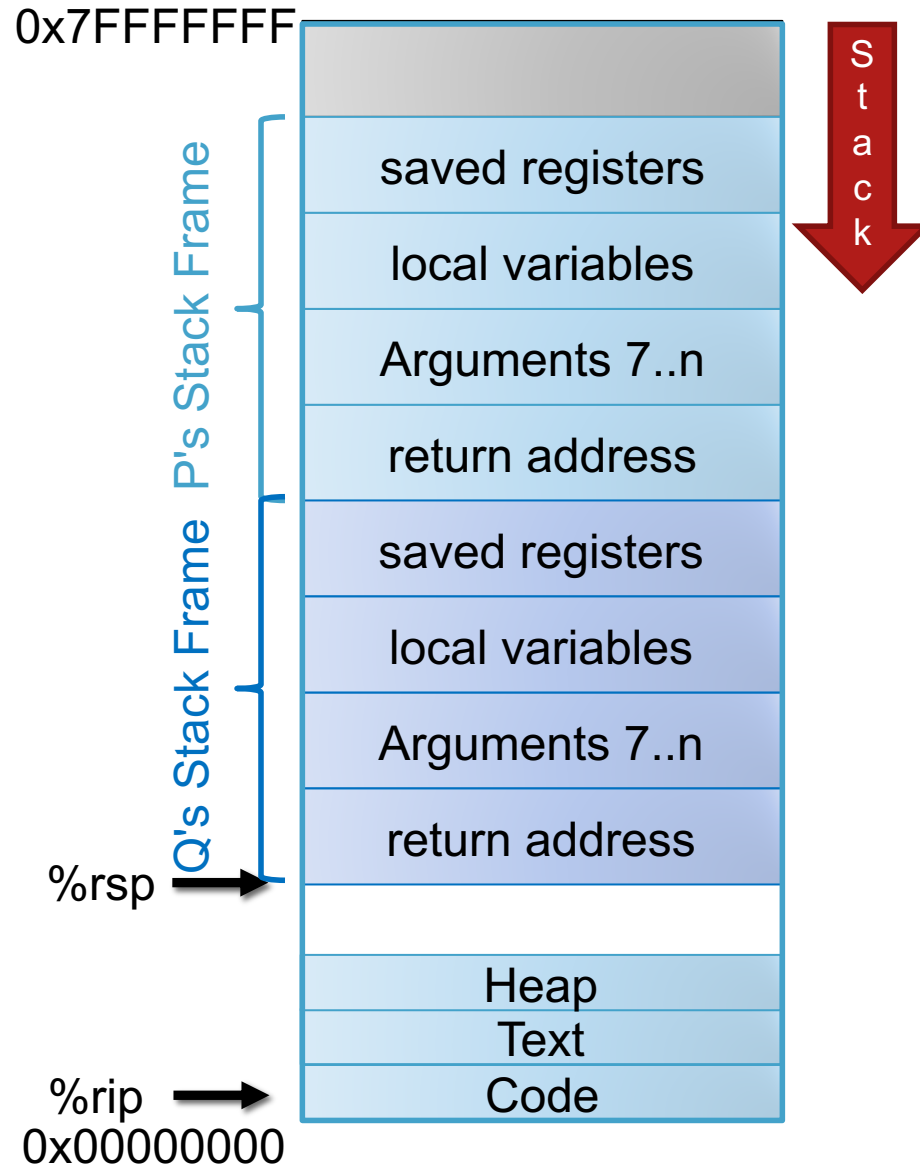 0x7FFFFFFF
Stack
P's Stack Frame
saved registers
local variables
Arguments 7..n
return address
Q's Stack Frame
saved registers
local variables
Arguments 7..n
return address
%rsp
Heap
Text
%rip
Code
0x00000000